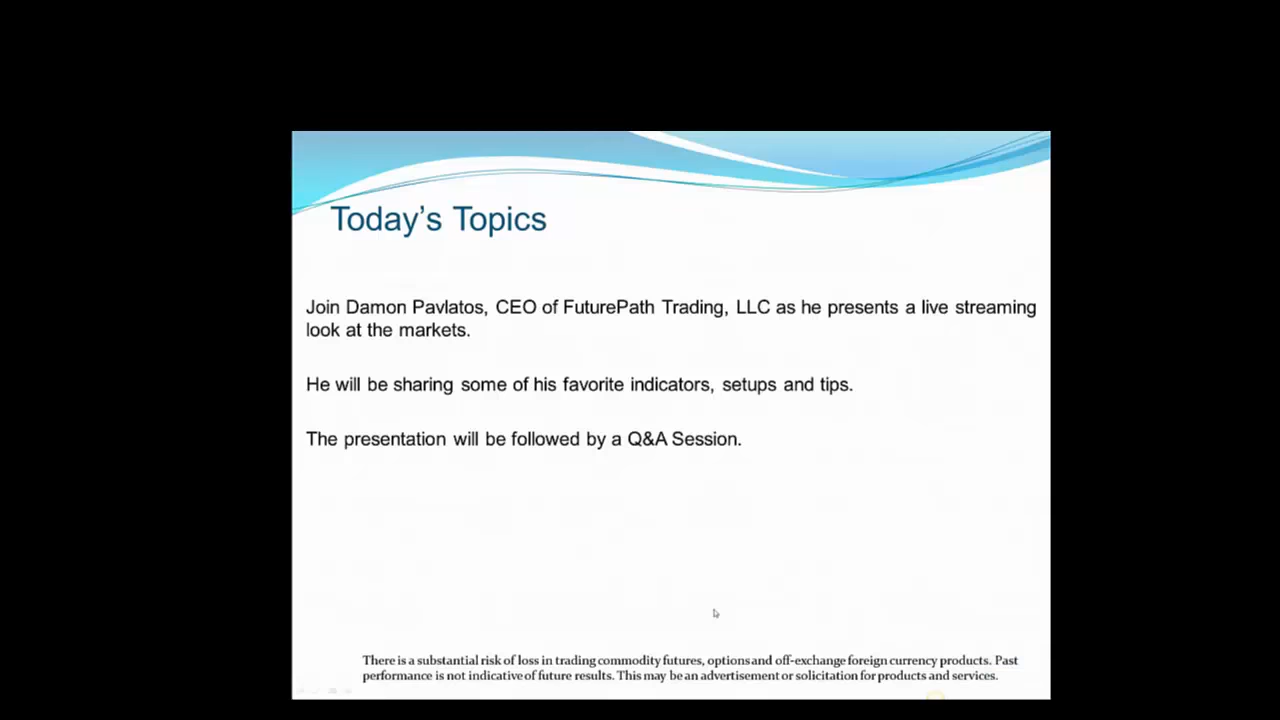 Today's Topics
Join Damon Pavlatos, CEO of FuturePath Trading, LLC as he presents a live streaming
look at the markets.
He will be sharing some of his favorite indicators, setups and tips.
The presentation will be followed by a Q&A Session.
There is a substantial risk of loss in trading commodity futures, options and off-exchange foreign currency products. Past
performance is not indicative of future results. This may be an advertisement or solicitation for products and services.